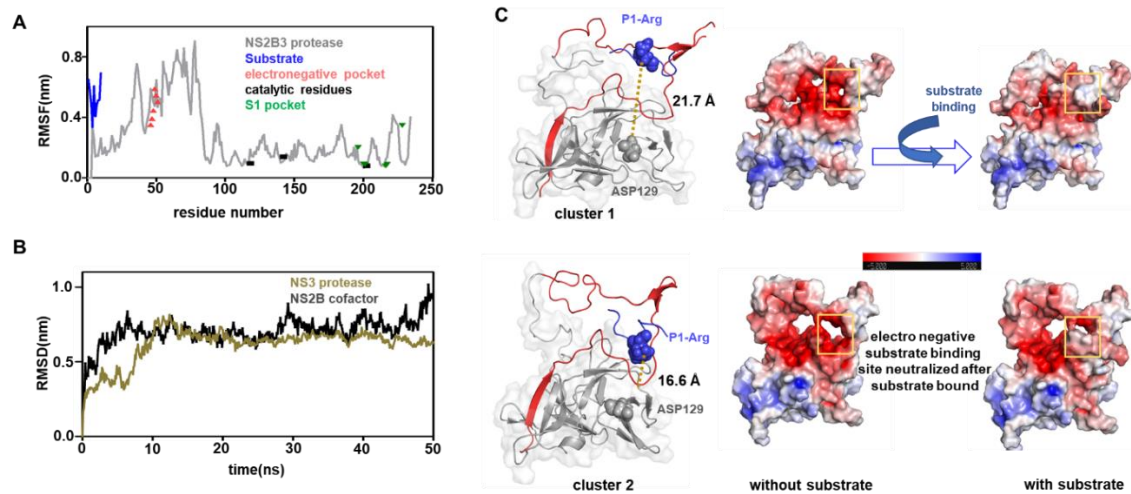 A
RMSF(nm)
0.8
0.4
0.0
0
50
100
150
200
250
residue number
NS2B3 protease
Substrate
electronegative pocket
catalytic residues
S1 pocket
B
RMSD(nm)
1.0
0.5
0.0
0
10
20
30
40
50
time(ns)
NS3 protease
NS2B cofactor
C
P1-Arg
21.7 Å
ASP129
cluster 1
substrate
binding
P1-Arg
16.6 Å
ASP129
cluster 2
electro negative
substrate binding
site neutralized after
substrate bound
without substrate
with substrate